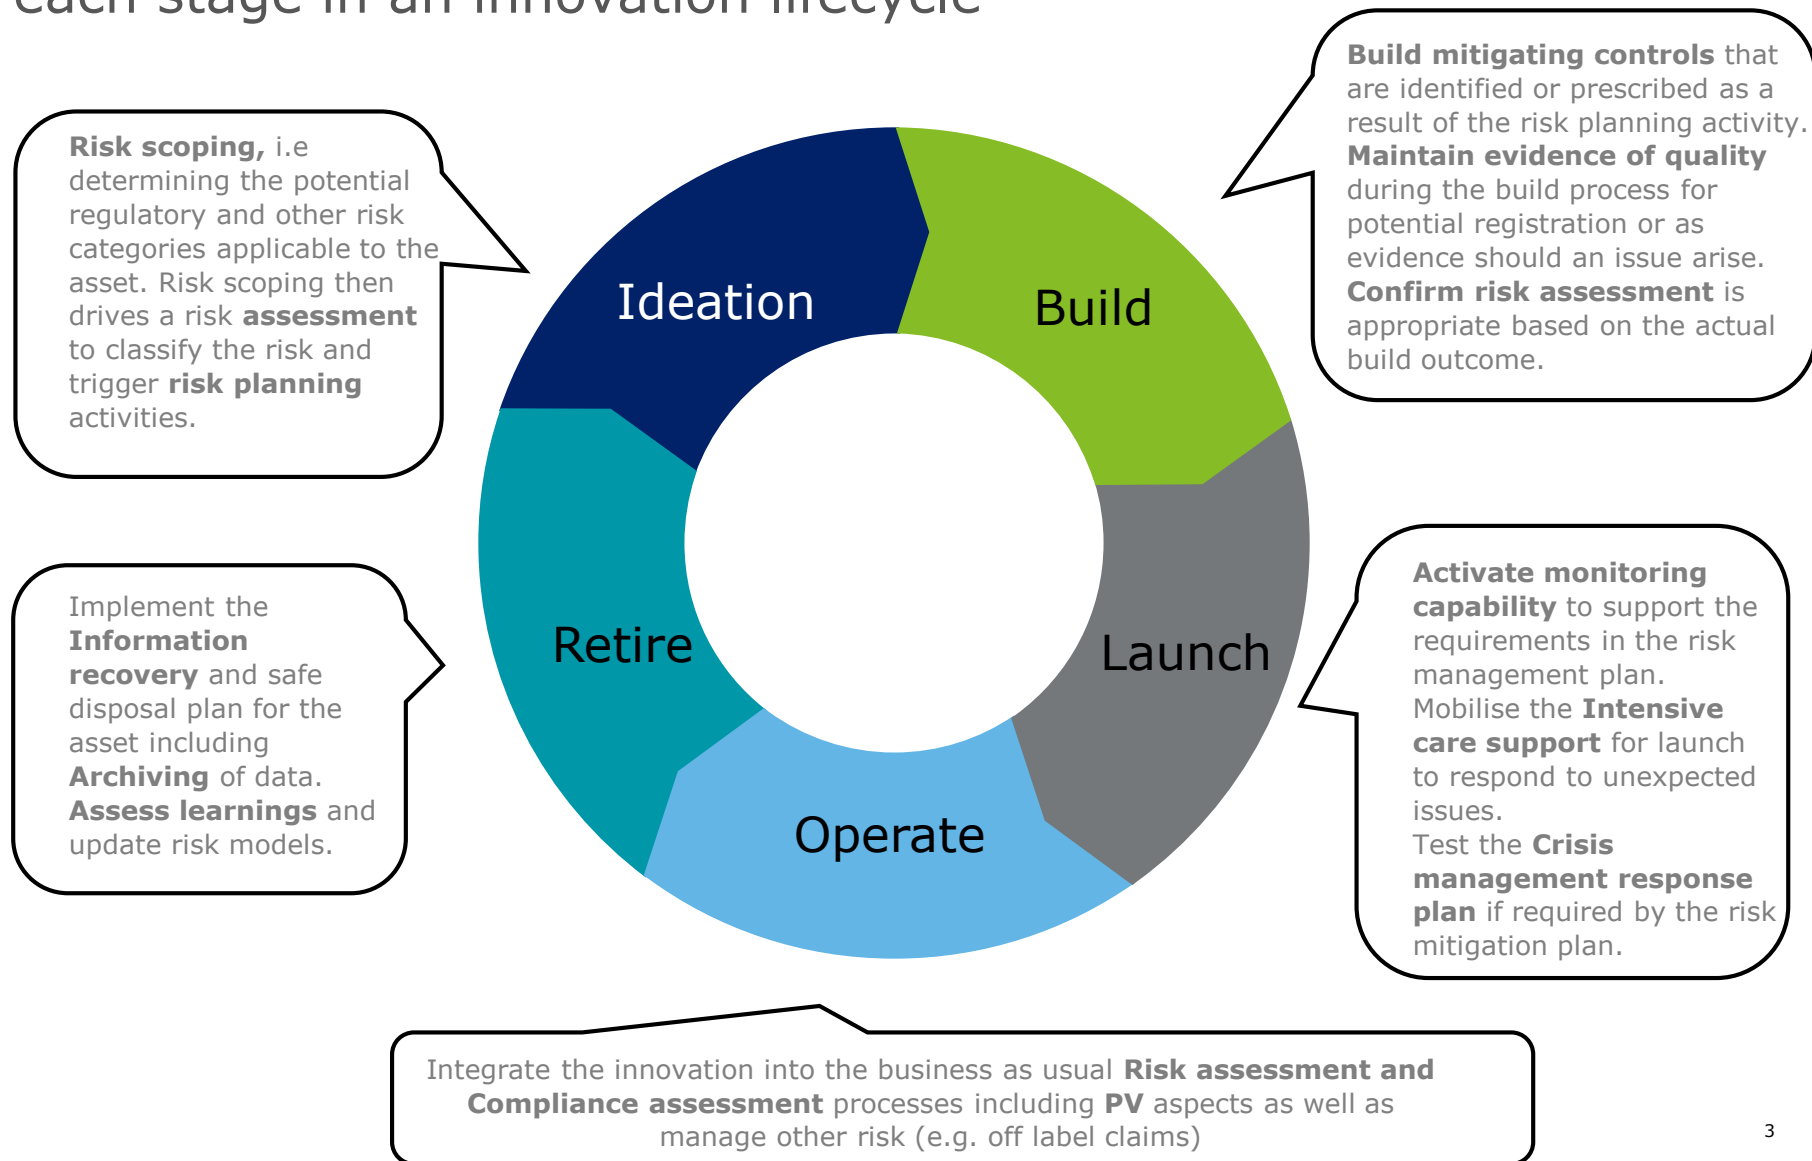 each stage in an innovation lifecycle
Risk scoping, i.e
determining the potential
regulatory and other risk
categories applicable to the
asset. Risk scoping then
drives a risk assessment
to classify the risk and
trigger risk planning
activities.
Build mitigating controls that
are identified or prescribed as a
result of the risk planning activity.
Maintain evidence of quality
during the build process for
potential registration or as
evidence should an issue arise.
Confirm risk assessment is
appropriate based on the actual
build outcome.
Ideation
Build
Retire
Launch
Operate
Implement the
Information
recovery and safe
disposal plan for the
asset including
Archiving of data.
Assess learnings and
update risk models.
Activate monitoring
capability to support the
requirements in the risk
management plan.
Mobilise the Intensive
care support for launch
to respond to unexpected
issues.
Test the Crisis
management response
plan if required by the risk
mitigation plan.
Integrate the innovation into the business as usual Risk assessment and
Compliance assessment processes including PV aspects as well as
manage other risk (e.g. off label claims)
3